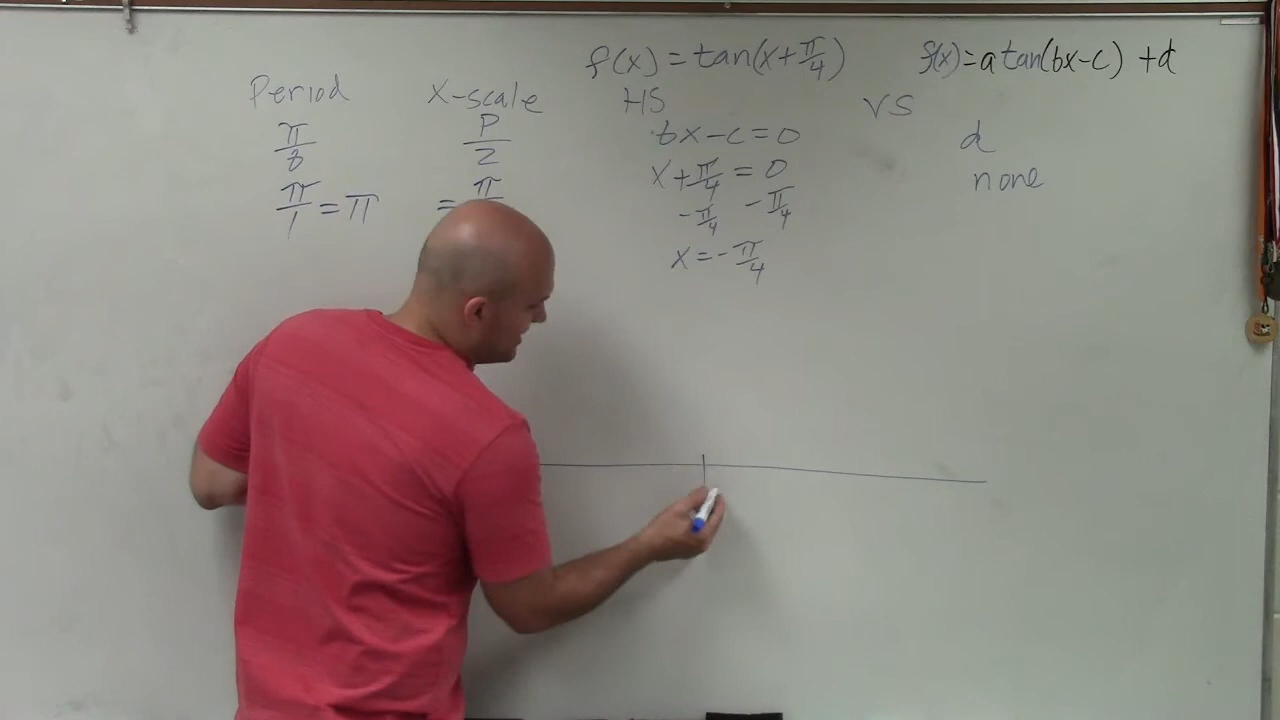 f(x) = tan(x + π/4)
f(x) = a tan(bx - c) + d
Period
π/b
π/1 = π
x-scale
P/2
= π
HS
bx - c = 0
x + π/4 = 0
- π/4 - π/4
x = - π/4
VS
d
none